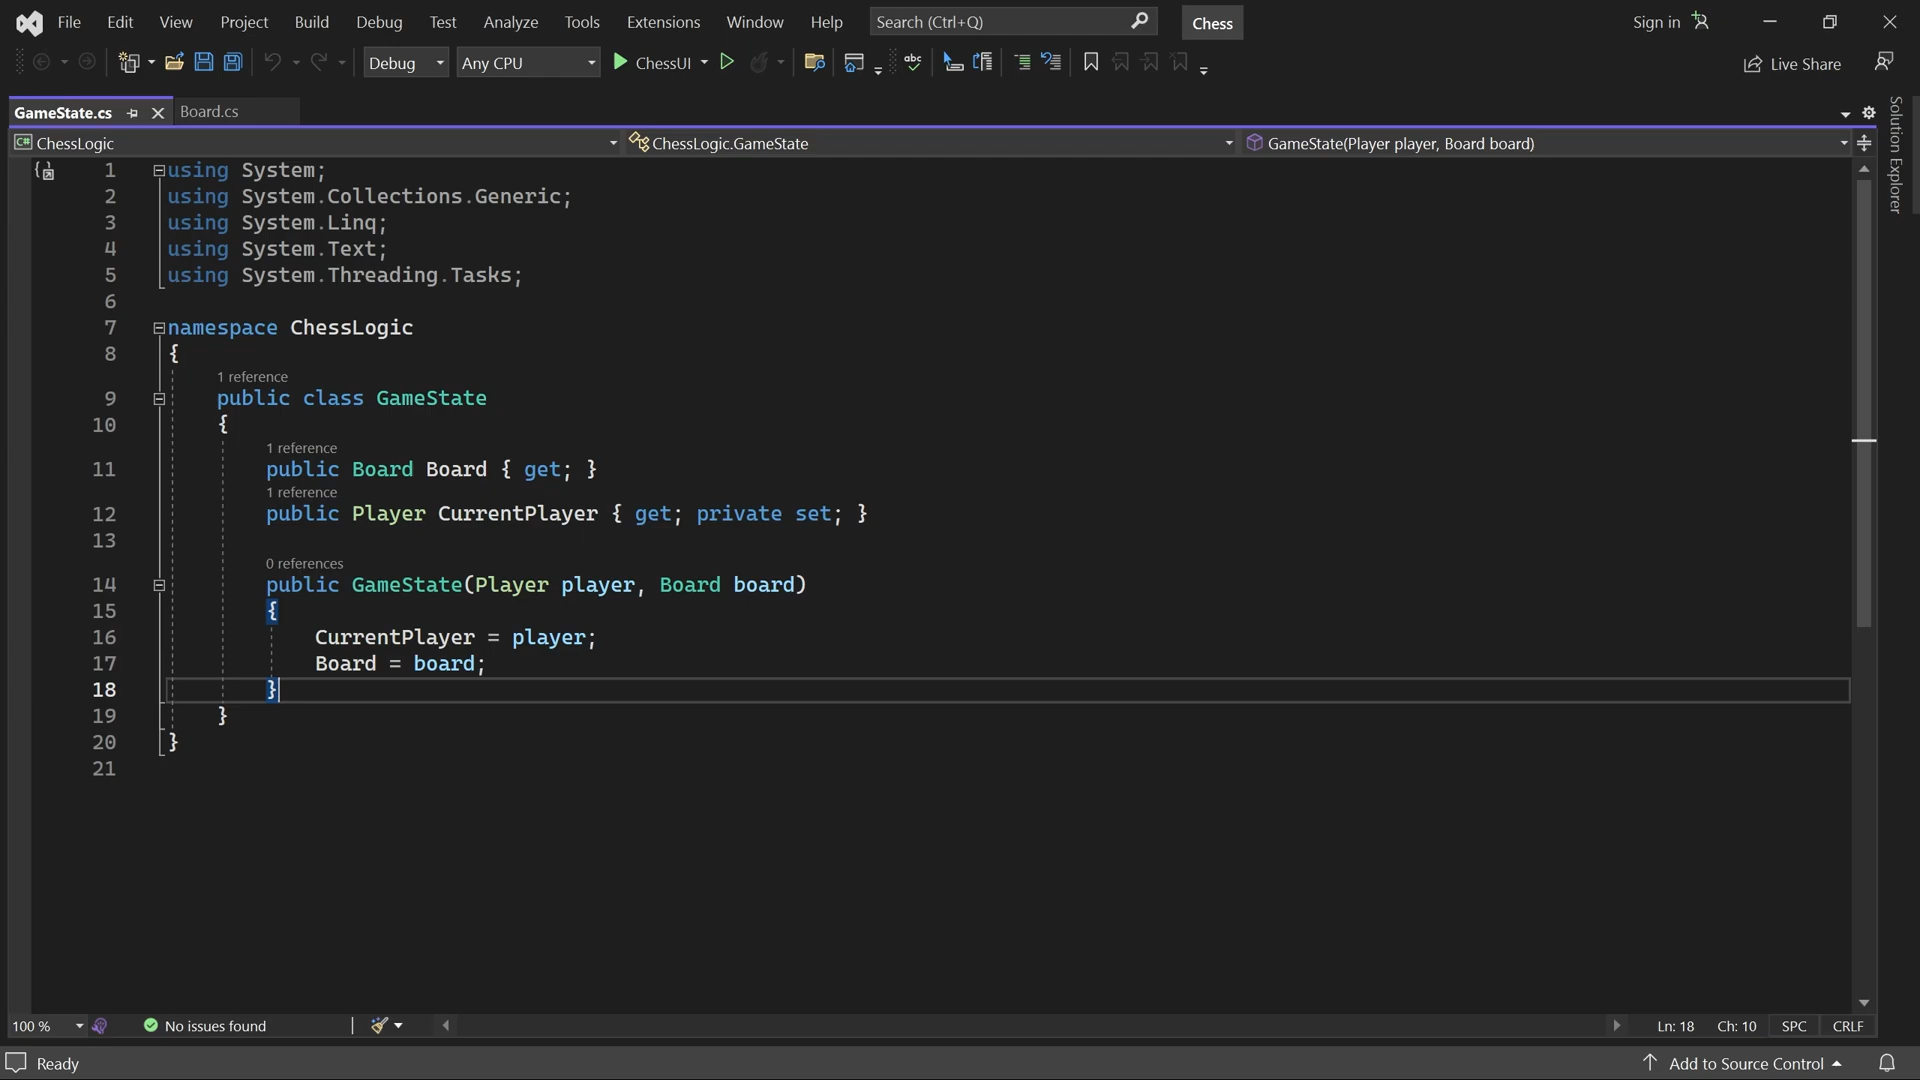 File Edit View Project Build Debug Test Analyze Tools Extensions Window Help Search (Ctrl+Q) Chess Sign in
Debug Any CPU ChessUI abc Live Share
GameState.cs Board.cs
C# ChessLogic ChessLogic.GameState GameState(Player player, Board board)
Solution Explorer
1 using System;
2 using System.Collections.Generic;
3 using System.Linq;
4 using System.Text;
5 using System.Threading.Tasks;
6
7 namespace ChessLogic
8 {
1 reference
9 public class GameState
10 {
1 reference
11 public Board Board { get; }
1 reference
12 public Player CurrentPlayer { get; private set; }
13
0 references
14 public GameState(Player player, Board board)
15 {
16 CurrentPlayer = player;
17 Board = board;
18 }
19 }
20 }
21
100 % No issues found Ln: 18 Ch: 10 SPC CRLF
Ready Add to Source Control